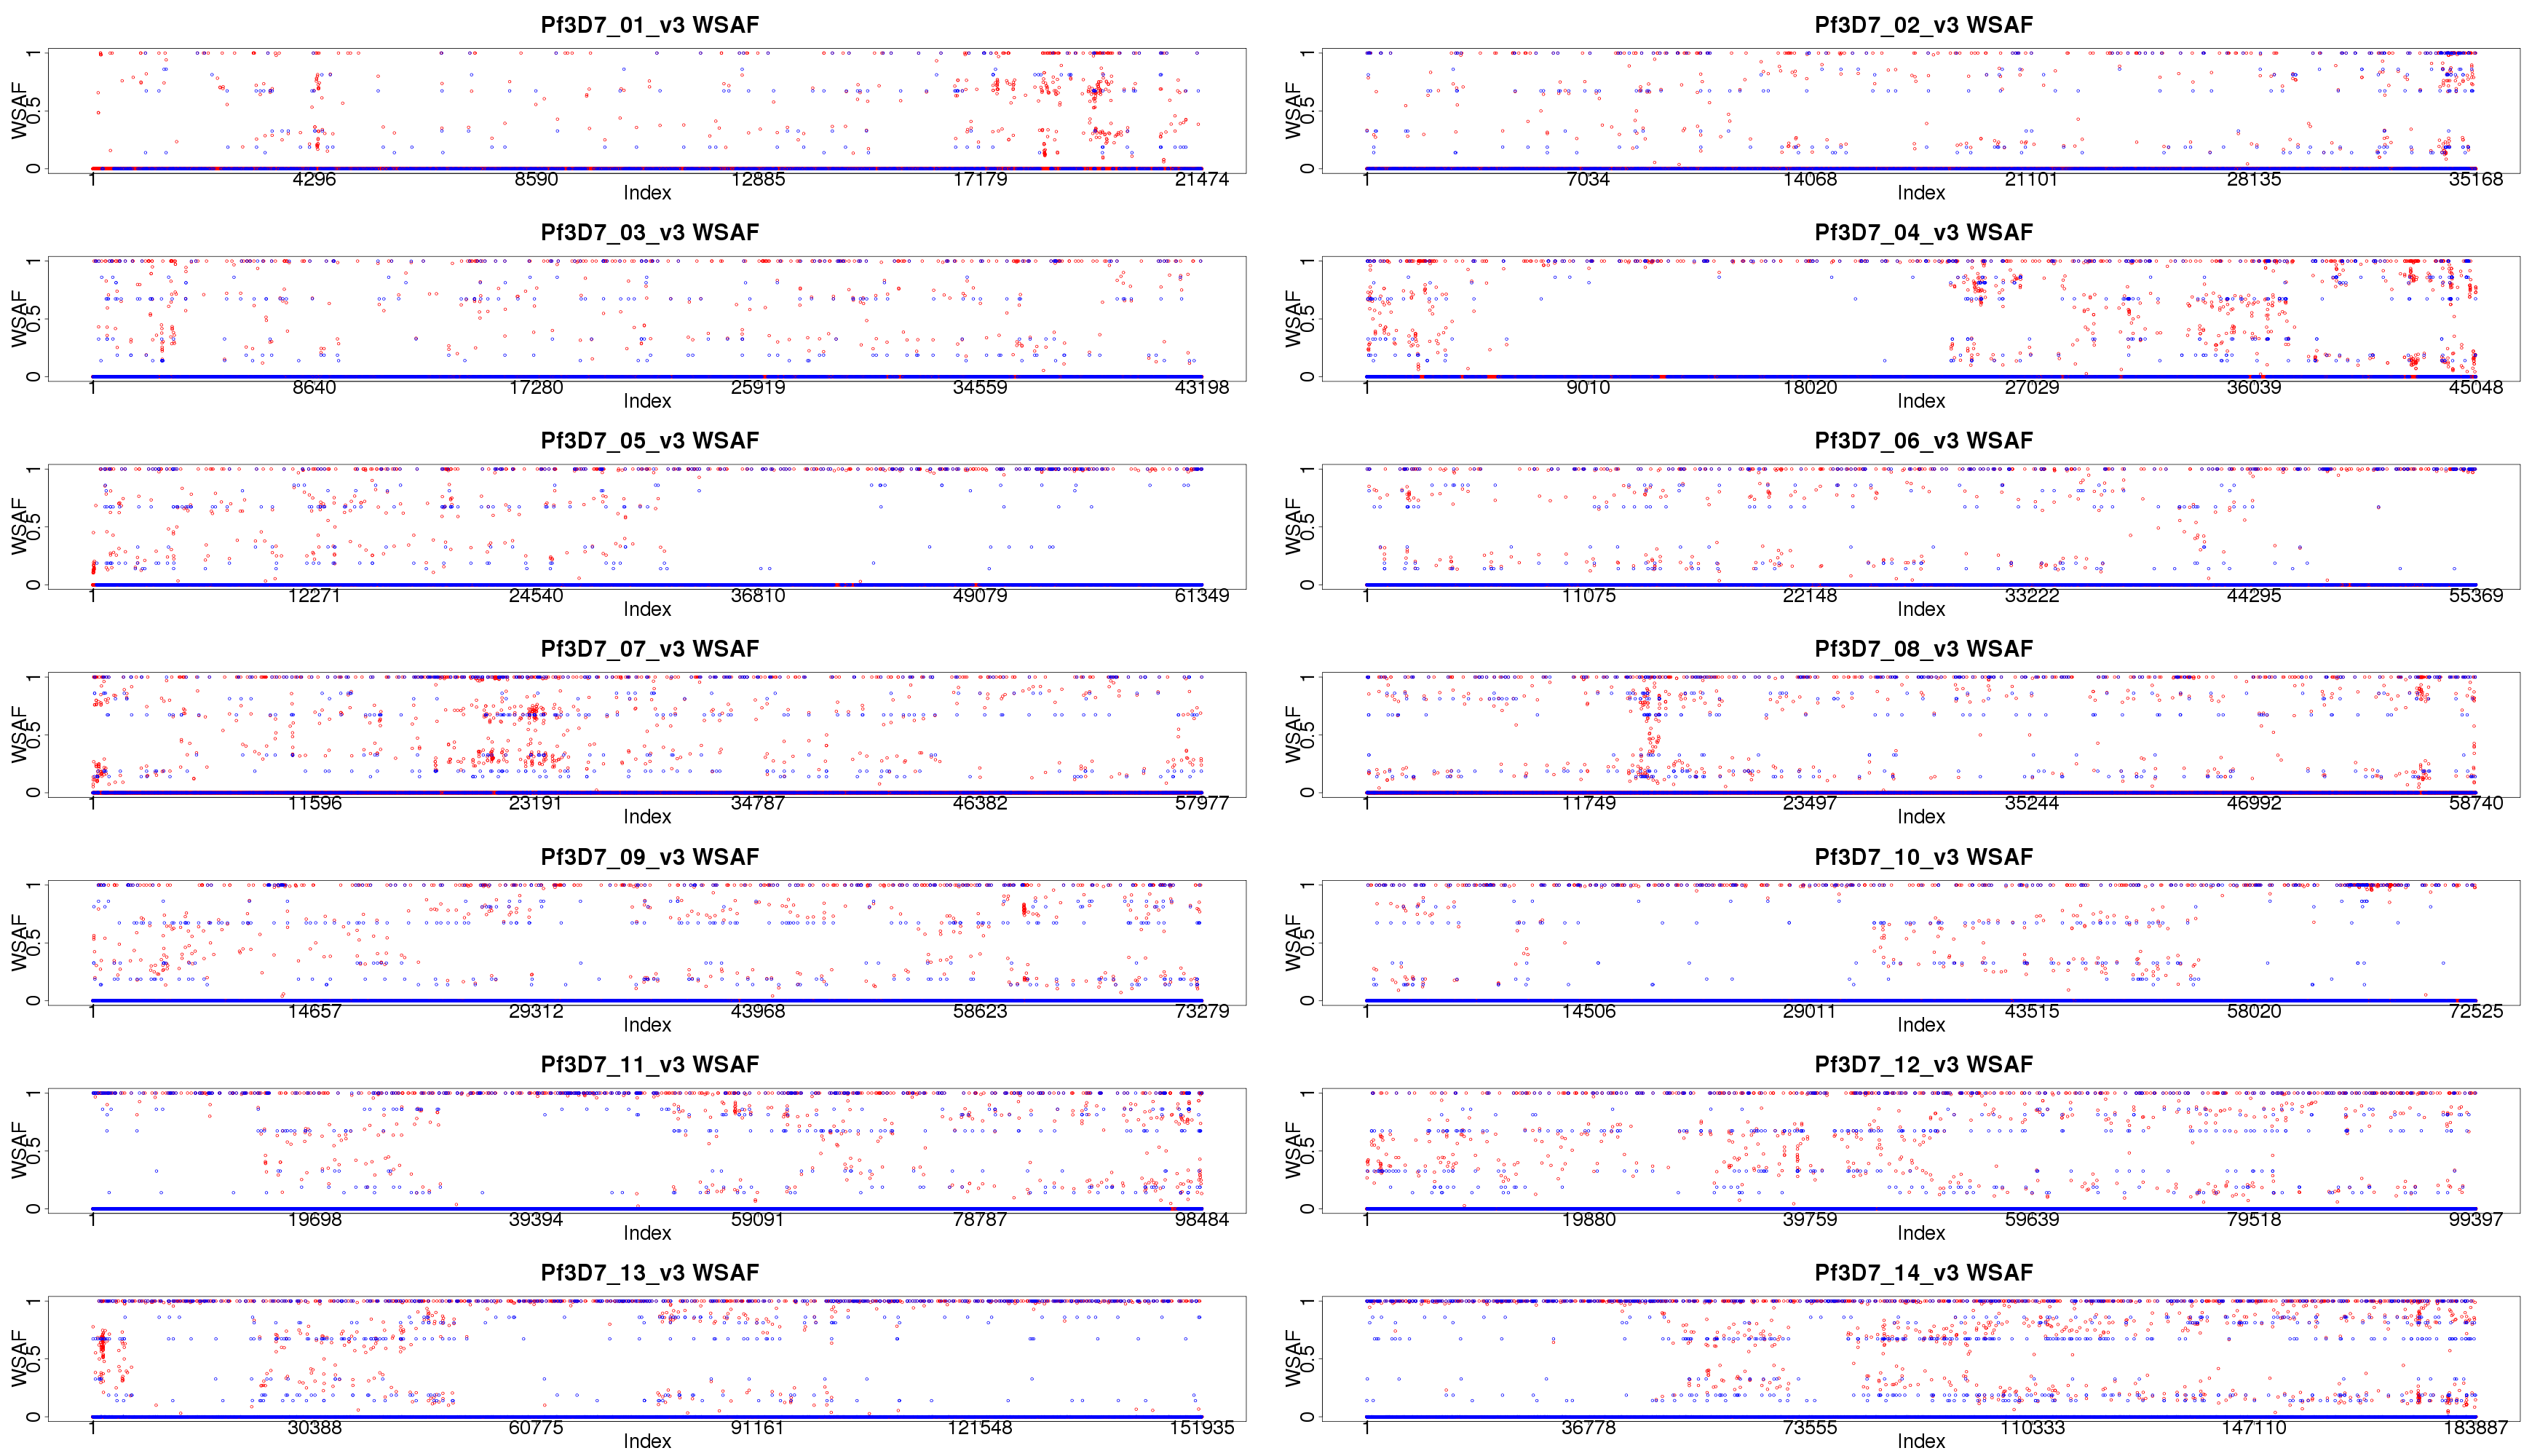 Pf3D7_01_v3 WSAF
WSAF
0 0.5 1
1 4296 8590 12885 17179 21474
Index
Pf3D7_02_v3 WSAF
WSAF
0 0.5 1
1 7034 14068 21101 28135 35168
Index
Pf3D7_03_v3 WSAF
WSAF
0 0.5 1
1 8640 17280 25919 34559 43198
Index
Pf3D7_04_v3 WSAF
WSAF
0 0.5 1
1 9010 18020 27029 36039 45048
Index
Pf3D7_05_v3 WSAF
WSAF
0 0.5 1
1 12271 24540 36810 49079 61349
Index
Pf3D7_06_v3 WSAF
WSAF
0 0.5 1
1 11075 22148 33222 44295 55369
Index
Pf3D7_07_v3 WSAF
WSAF
0 0.5 1
1 11596 23191 34787 46382 57977
Index
Pf3D7_08_v3 WSAF
WSAF
0 0.5 1
1 11749 23497 35244 46992 58740
Index
Pf3D7_09_v3 WSAF
WSAF
0 0.5 1
1 14657 29312 43968 58623 73279
Index
Pf3D7_10_v3 WSAF
WSAF
0 0.5 1
1 14506 29011 43515 58020 72525
Index
Pf3D7_11_v3 WSAF
WSAF
0 0.5 1
1 19698 39394 59091 78787 98484
Index
Pf3D7_12_v3 WSAF
WSAF
0 0.5 1
1 19880 39759 59639 79518 99397
Index
Pf3D7_13_v3 WSAF
WSAF
0 0.5 1
1 30388 60775 91161 121548 151935
Index
Pf3D7_14_v3 WSAF
WSAF
0 0.5 1
1 36778 73555 110333 147110 183887
Index